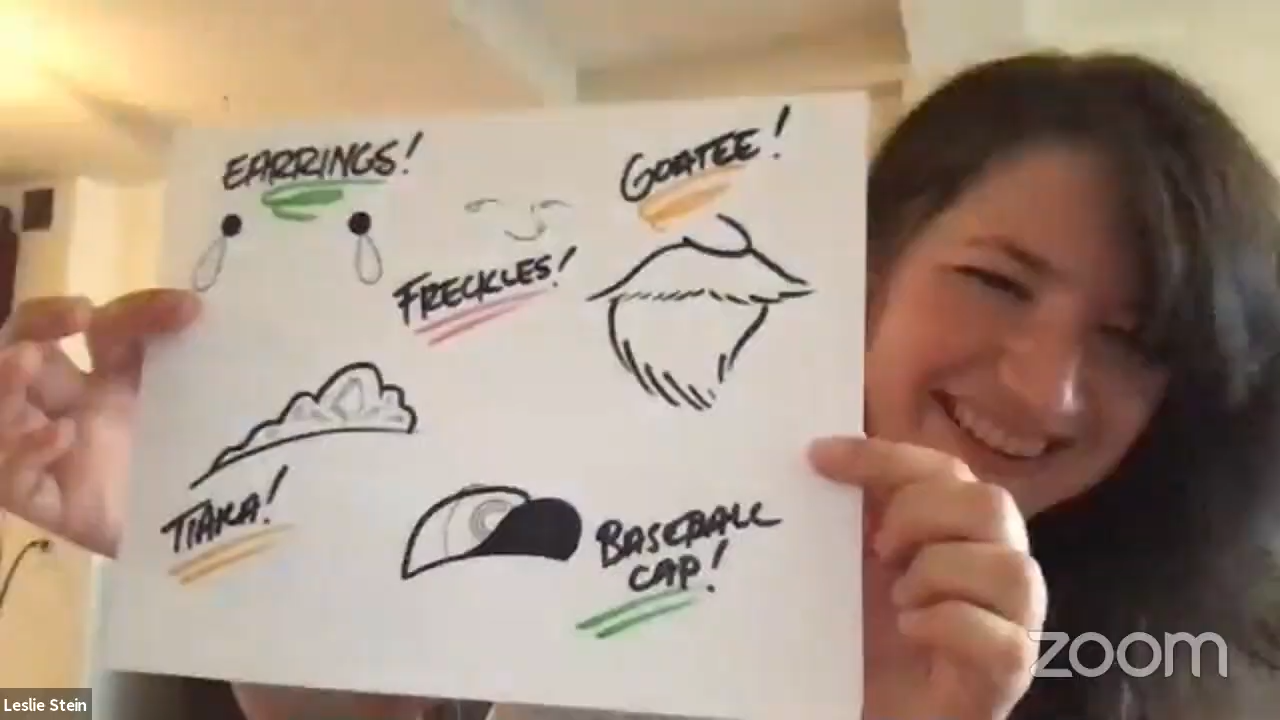 EARRINGS!
GOATEE!
FRECKLES!
TIARA!
BASEBALL
CAP!
zoom
Leslie Stein